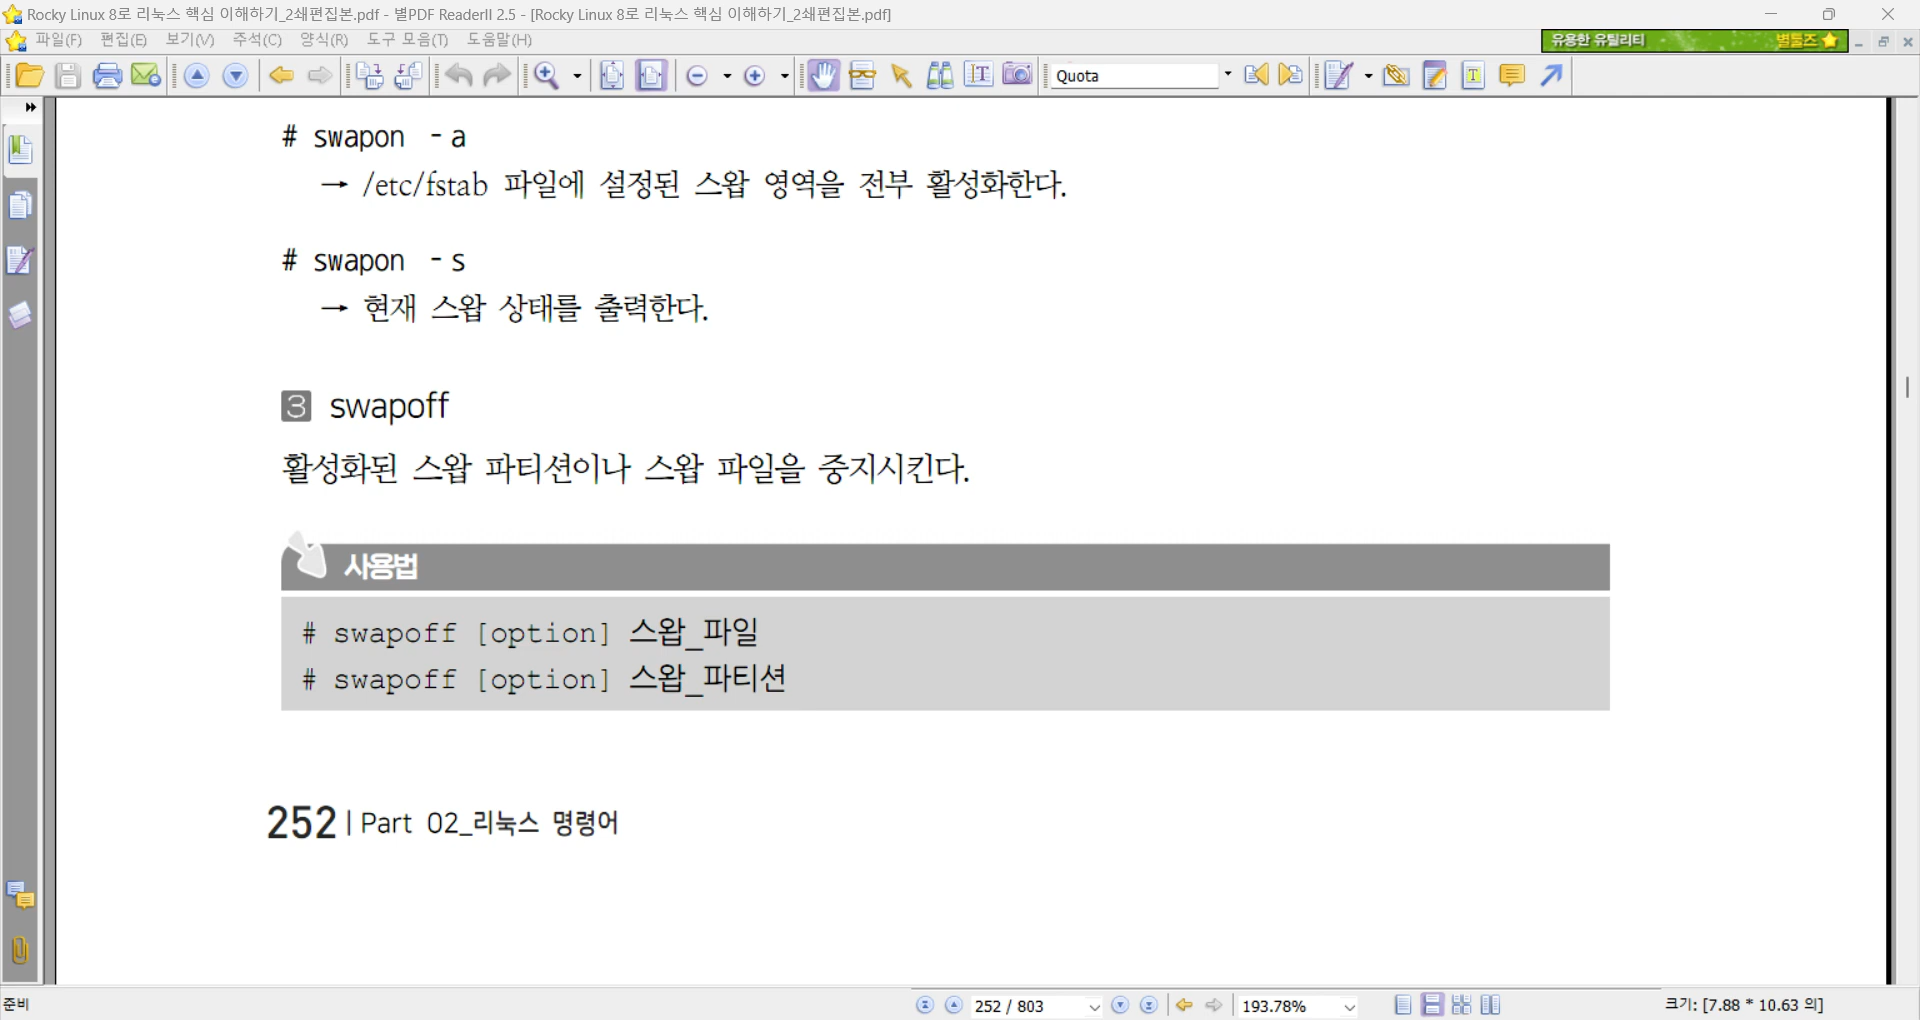 Rocky Linux 8로 리눅스 핵심 이해하기_2쇄편집본.pdf - 별PDF ReaderII 2.5 - [Rocky Linux 8로 리눅스 핵심 이해하기_2쇄편집본.pdf]
파일(F) 편집(E) 보기(V) 주석(C) 양식(R) 도구 모음(T) 도움말(H)
유용한 유틸리티 별툴즈
Quota
# swapon -a
→ /etc/fstab 파일에 설정된 스왑 영역을 전부 활성화한다.
# swapon -s
→ 현재 스왑 상태를 출력한다.
3 swapoff
활성화된 스왑 파티션이나 스왑 파일을 중지시킨다.
사용법
# swapoff [option] 스왑_파일
# swapoff [option] 스왑_파티션
252 | Part 02_리눅스 명령어
준비
252 / 803
193.78%
크기: [7.88 * 10.63 의]